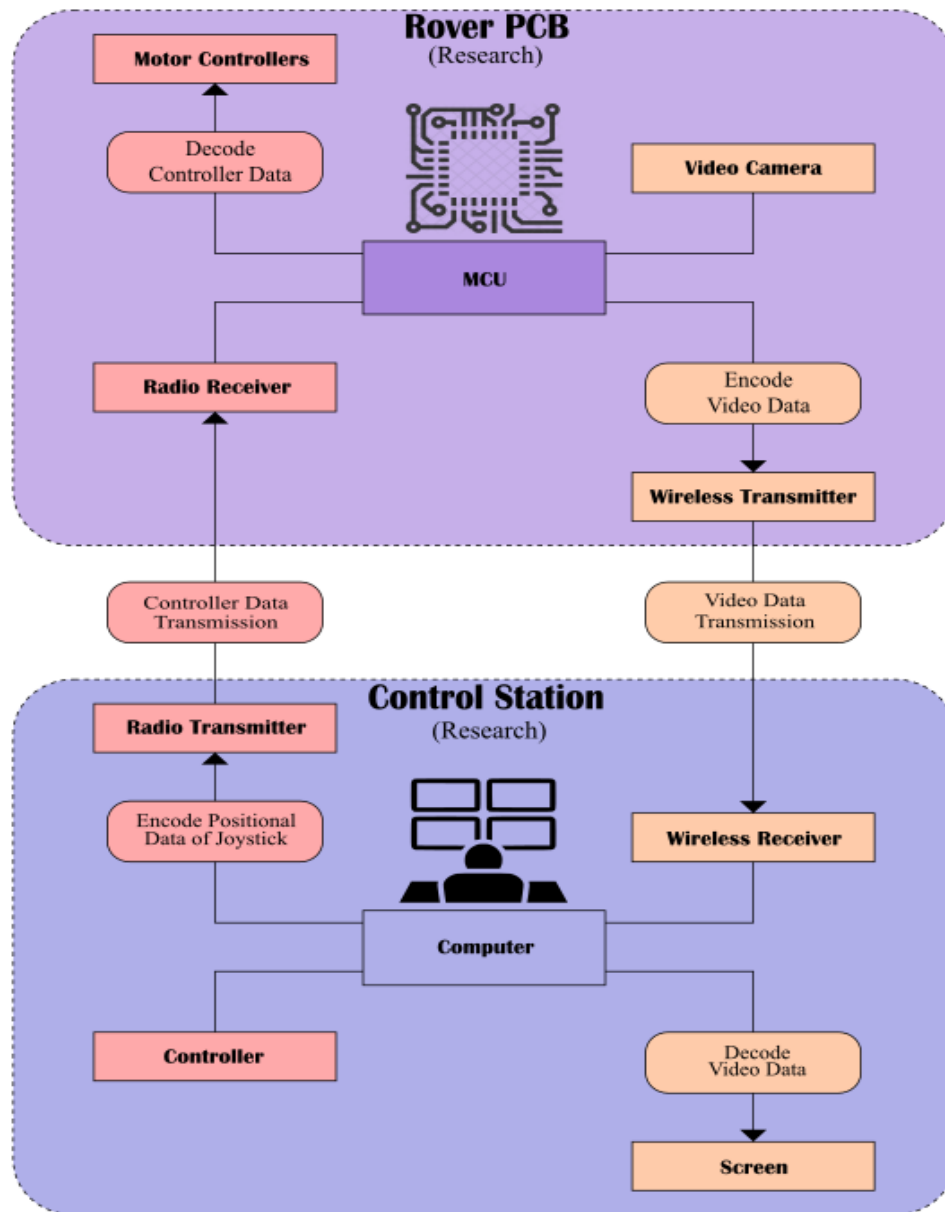 Rover PCB
(Research)
Motor Controllers
Decode
Controller Data
Video Camera
MCU
Radio Receiver
Encode
Video Data
Wireless Transmitter
Controller Data
Transmission
Video Data
Transmission
Control Station
(Research)
Radio Transmitter
Encode Positional
Data of Joystick
Wireless Receiver
Computer
Controller
Decode
Video Data
Screen